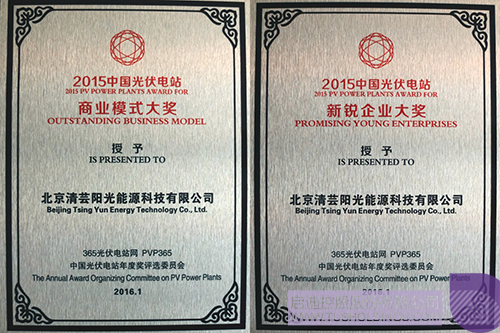 2015中国光伏电站
2015 PV POWER PLANTS AWARD FOR
商业模式大奖
OUTSTANDING BUSINESS MODEL
授 予
IS PRESENTED TO
北京清芸阳光能源科技有限公司
Beijing Tsing Yun Energy Technology Co., Ltd.
365光伏电站网 PVP365
中国光伏电站年度奖评选委员会
The Annual Award Organizing Committee on PV Power Plants
2016.1
2015中国光伏电站
2015 PV POWER PLANTS AWARD FOR
新锐企业大奖
PROMISING YOUNG ENTERPRISES
授 予
IS PRESENTED TO
北京清芸阳光能源科技有限公司
Beijing Tsing Yun Energy Technology Co., Ltd.
365光伏电站网 PVP365
中国光伏电站年度奖评选委员会
The Annual Award Organizing Committee on PV Power Plants
2016.1